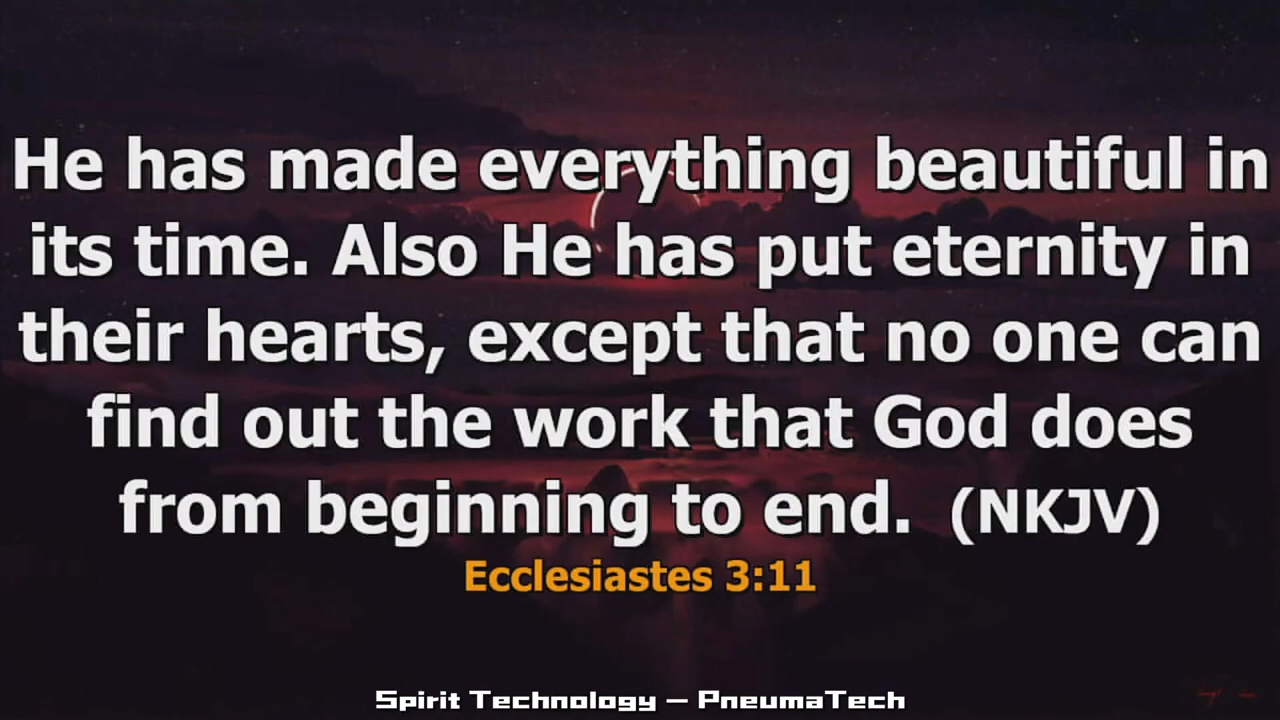 He has made everything beautiful in
its time. Also He has put eternity in
their hearts, except that no one can
find out the work that God does
from beginning to end. (NKJV)
Ecclesiastes 3:11
Spirit Technology – PneumaTech